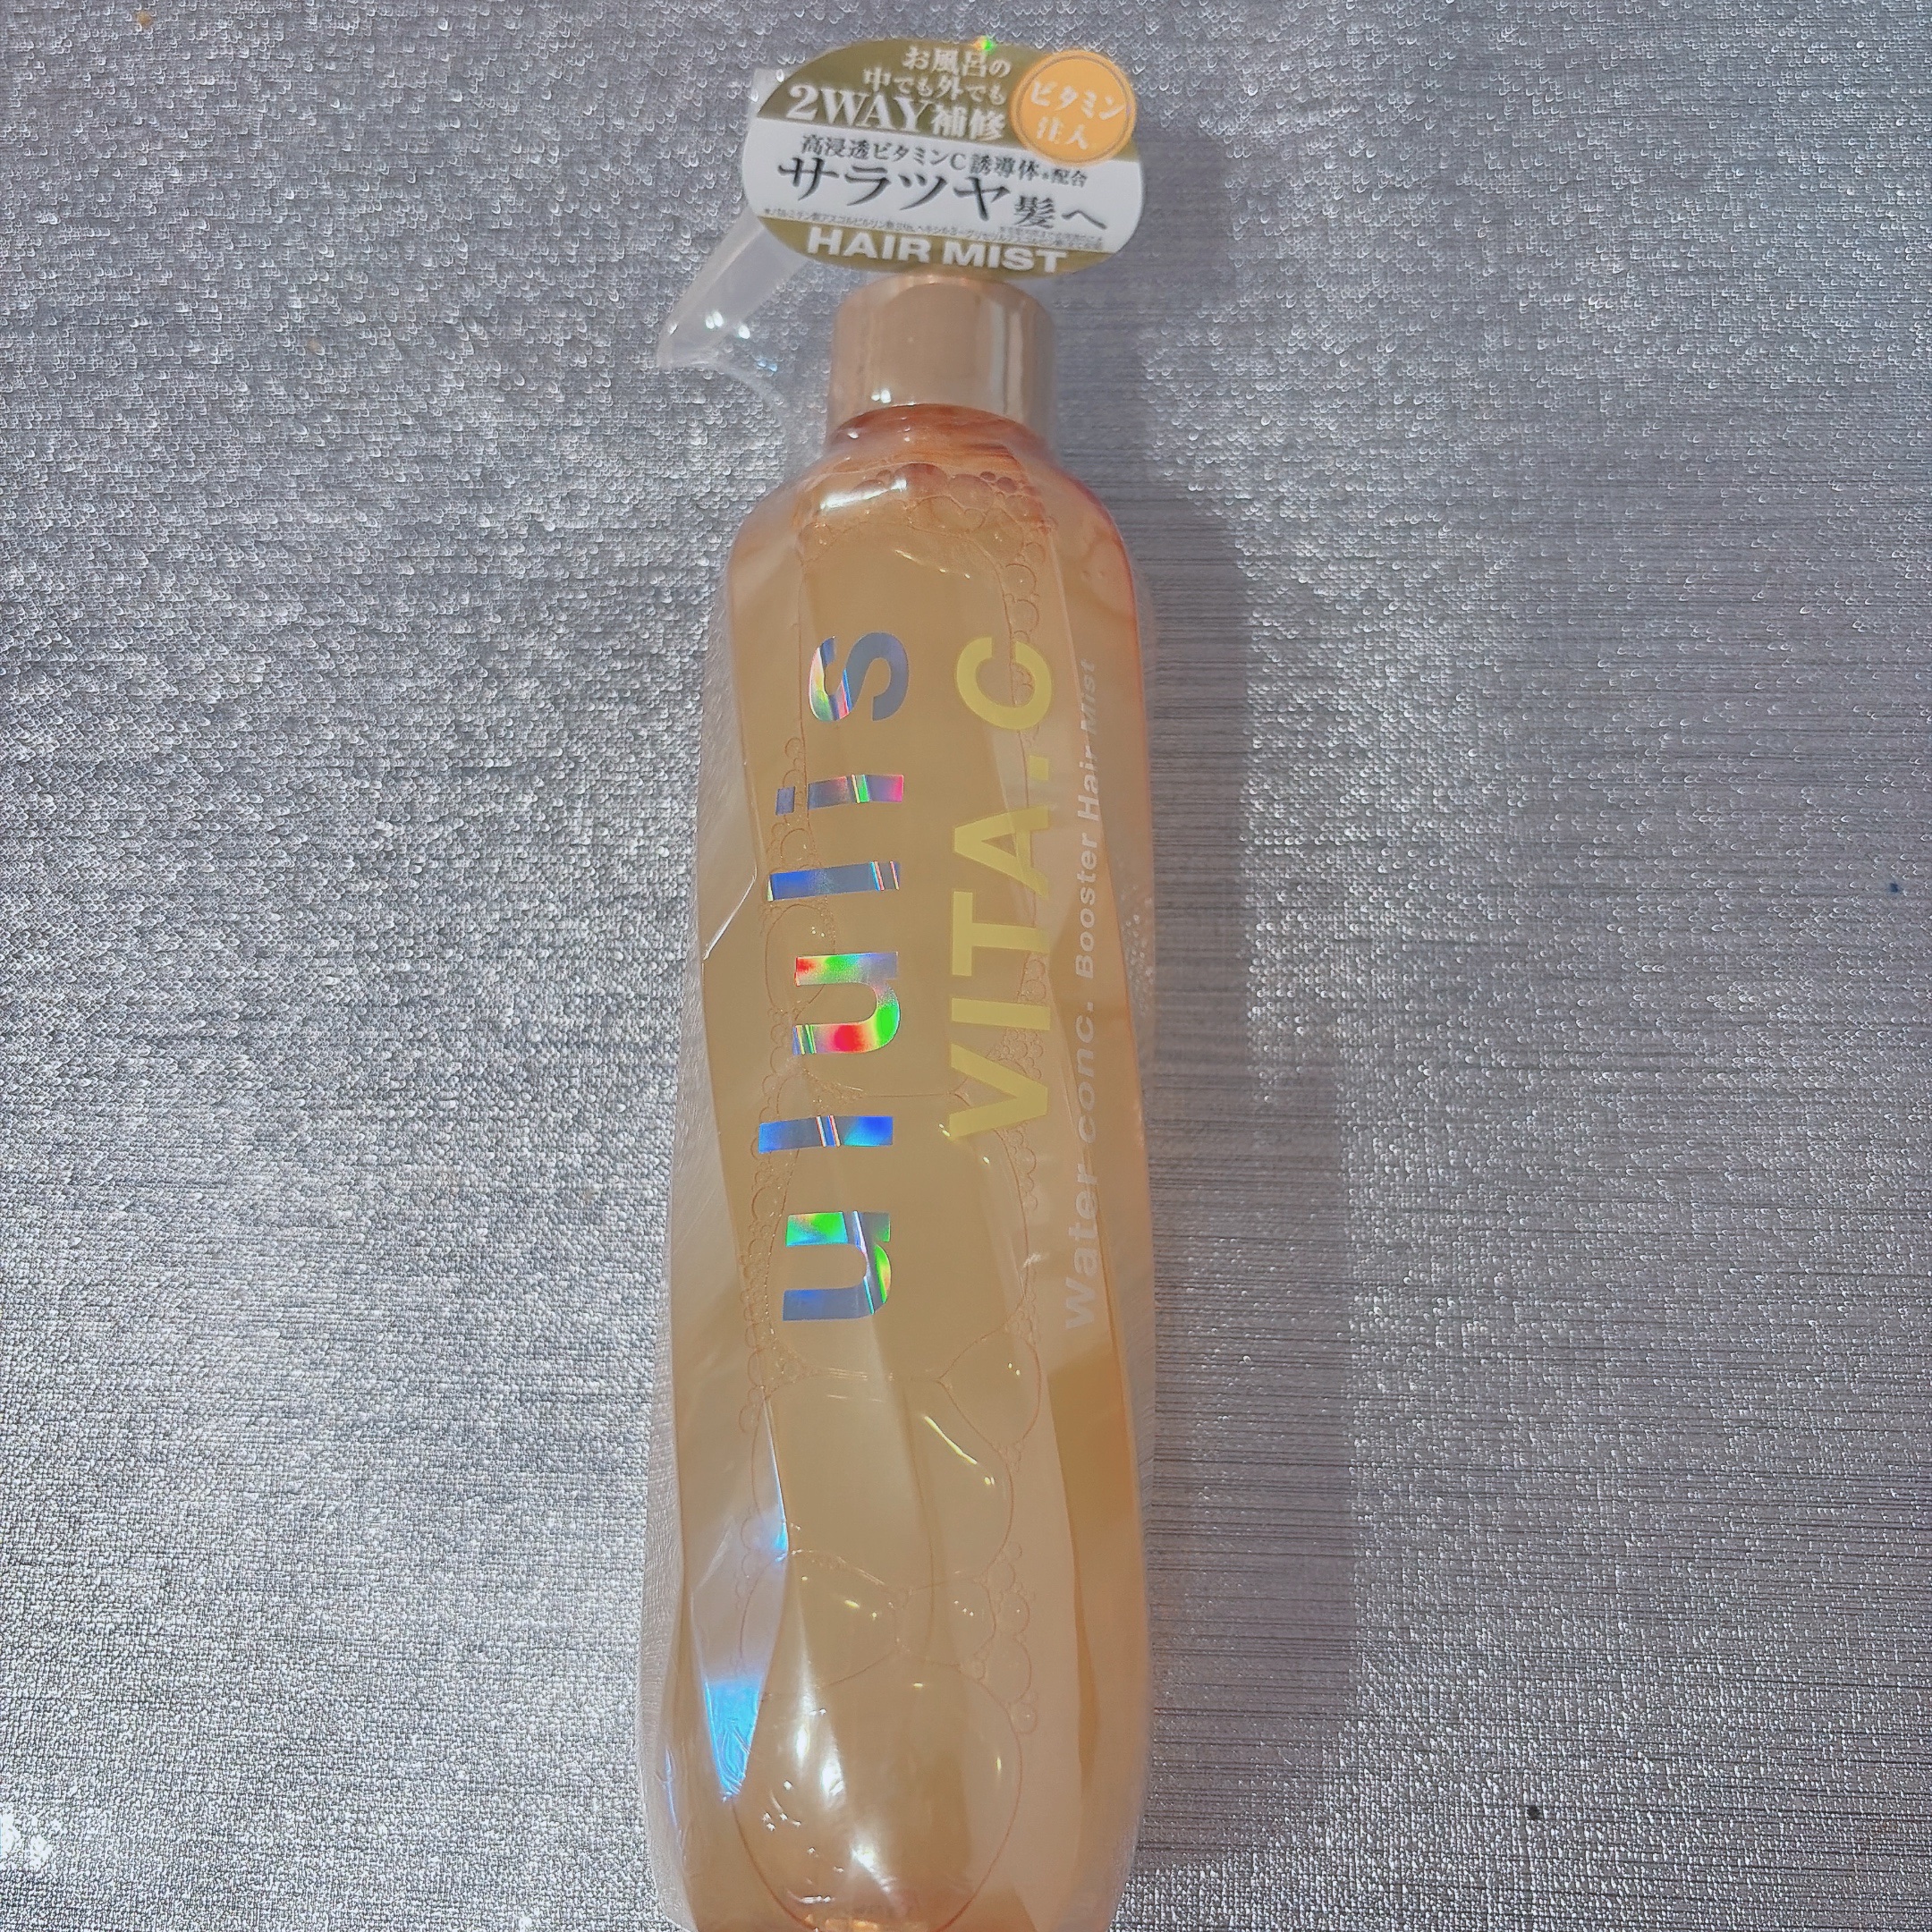 お風呂の
中でも外でも
2WAY補修
ビタミン
注入
高浸透ビタミンC誘導体*配合
サラツヤ髪へ
HAIR MIST
ululis
VITA.C
Water conc. Booster Hair Mist